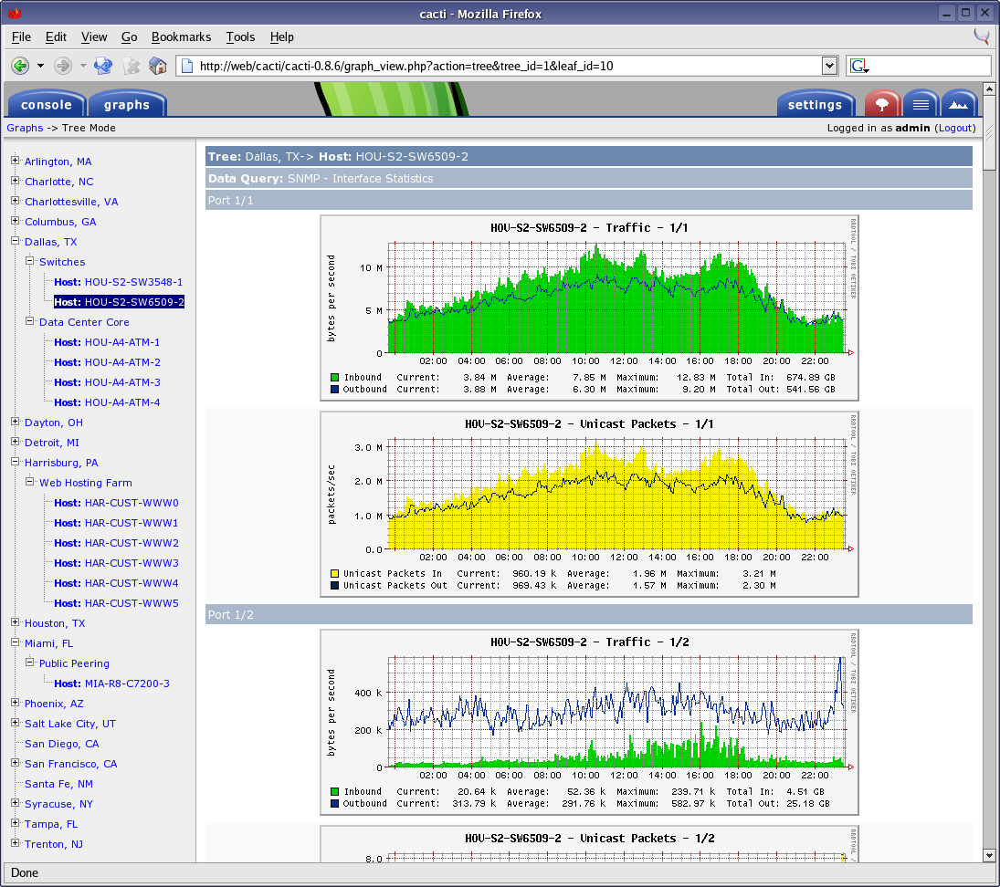 cacti - Mozilla Firefox
File Edit View Go Bookmarks Tools Help
http://web/cacti/cacti-0.8.6/graph_view.php?action=tree&tree_id=1&leaf_id=10
G
console graphs settings
Graphs -> Tree Mode
Logged in as admin (Logout)
Arlington, MA
Charlotte, NC
Charlottesville, VA
Columbus, GA
Dallas, TX
Switches
Host: HOU-S2-SW3548-1
Host: HOU-S2-SW6509-2
Data Center Core
Host: HOU-A4-ATM-1
Host: HOU-A4-ATM-2
Host: HOU-A4-ATM-3
Host: HOU-A4-ATM-4
Dayton, OH
Detroit, MI
Harrisburg, PA
Web Hosting Farm
Host: HAR-CUST-WWW0
Host: HAR-CUST-WWW1
Host: HAR-CUST-WWW2
Host: HAR-CUST-WWW3
Host: HAR-CUST-WWW4
Host: HAR-CUST-WWW5
Houston, TX
Miami, FL
Public Peering
Host: MIA-R8-C7200-3
Phoenix, AZ
Salt Lake City, UT
San Diego, CA
San Francisco, CA
Santa Fe, NM
Syracuse, NY
Tampa, FL
Trenton, NJ
Tree: Dallas, TX-> Host: HOU-S2-SW6509-2
Data Query: SNMP - Interface Statistics
Port 1/1
HOU-S2-SW6509-2 - Traffic - 1/1
RRDTOOL / TOBI OETIKER
bytes per second
10 M
5 M
0
02:00 04:00 06:00 08:00 10:00 12:00 14:00 16:00 18:00 20:00 22:00
Inbound Current: 3.84 M Average: 7.85 M Maximum: 12.83 M Total In: 674.89 GB
Outbound Current: 3.88 M Average: 6.30 M Maximum: 9.20 M Total Out: 541.56 GB
HOU-S2-SW6509-2 - Unicast Packets - 1/1
RRDTOOL / TOBI OETIKER
packets/sec
3.0 M
2.0 M
1.0 M
0.0
02:00 04:00 06:00 08:00 10:00 12:00 14:00 16:00 18:00 20:00 22:00
Unicast Packets In Current: 960.19 k Average: 1.96 M Maximum: 3.21 M
Unicast Packets Out Current: 969.43 k Average: 1.57 M Maximum: 2.30 M
Port 1/2
HOU-S2-SW6509-2 - Traffic - 1/2
RRDTOOL / TOBI OETIKER
bytes per second
400 k
200 k
0
02:00 04:00 06:00 08:00 10:00 12:00 14:00 16:00 18:00 20:00 22:00
Inbound Current: 20.64 k Average: 52.36 k Maximum: 239.71 k Total In: 4.51 GB
Outbound Current: 313.79 k Average: 291.76 k Maximum: 582.97 k Total Out: 25.18 GB
HOU-S2-SW6509-2 - Unicast Packets - 1/2
8.0
Done